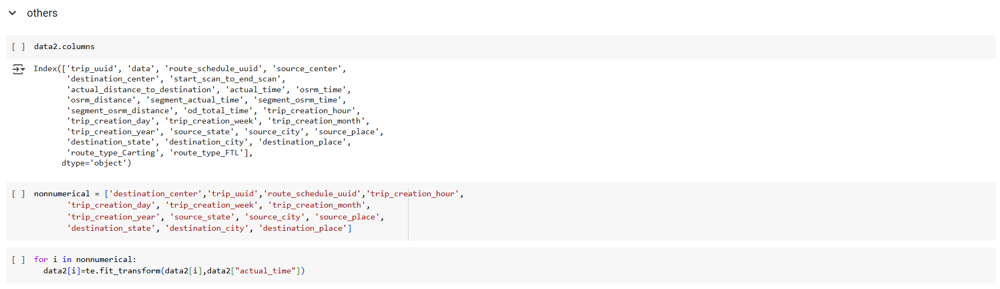 others
[ ] data2.columns
Index(['trip_uuid', 'data', 'route_schedule_uuid', 'source_center',
'destination_center', 'start_scan_to_end_scan',
'actual_distance_to_destination', 'actual_time', 'osrm_time',
'osrm_distance', 'segment_actual_time', 'segment_osrm_time',
'segment_osrm_distance', 'od_total_time', 'trip_creation_hour',
'trip_creation_day', 'trip_creation_week', 'trip_creation_month',
'trip_creation_year', 'source_state', 'source_city', 'source_place',
'destination_state', 'destination_city', 'destination_place',
'route_type_Carting', 'route_type_FTL'],
dtype='object')
[ ] nonnumerical = ['destination_center','trip_uuid','route_schedule_uuid','trip_creation_hour',
'trip_creation_day', 'trip_creation_week', 'trip_creation_month',
'trip_creation_year', 'source_state', 'source_city', 'source_place',
'destination_state', 'destination_city', 'destination_place']
[ ] for i in nonnumerical:
data2[i]=te.fit_transform(data2[i],data2["actual_time"])